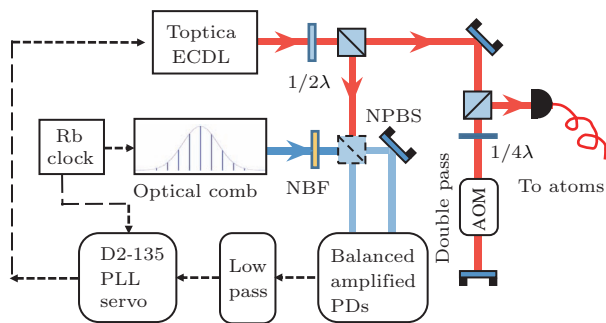 Toptica
ECDL
1/2λ
NPBS
Rb
clock
Optical comb
NBF
1/4λ
To atoms
Double pass
AOM
D2-135
PLL
servo
Low
pass
Balanced
amplified
PDs